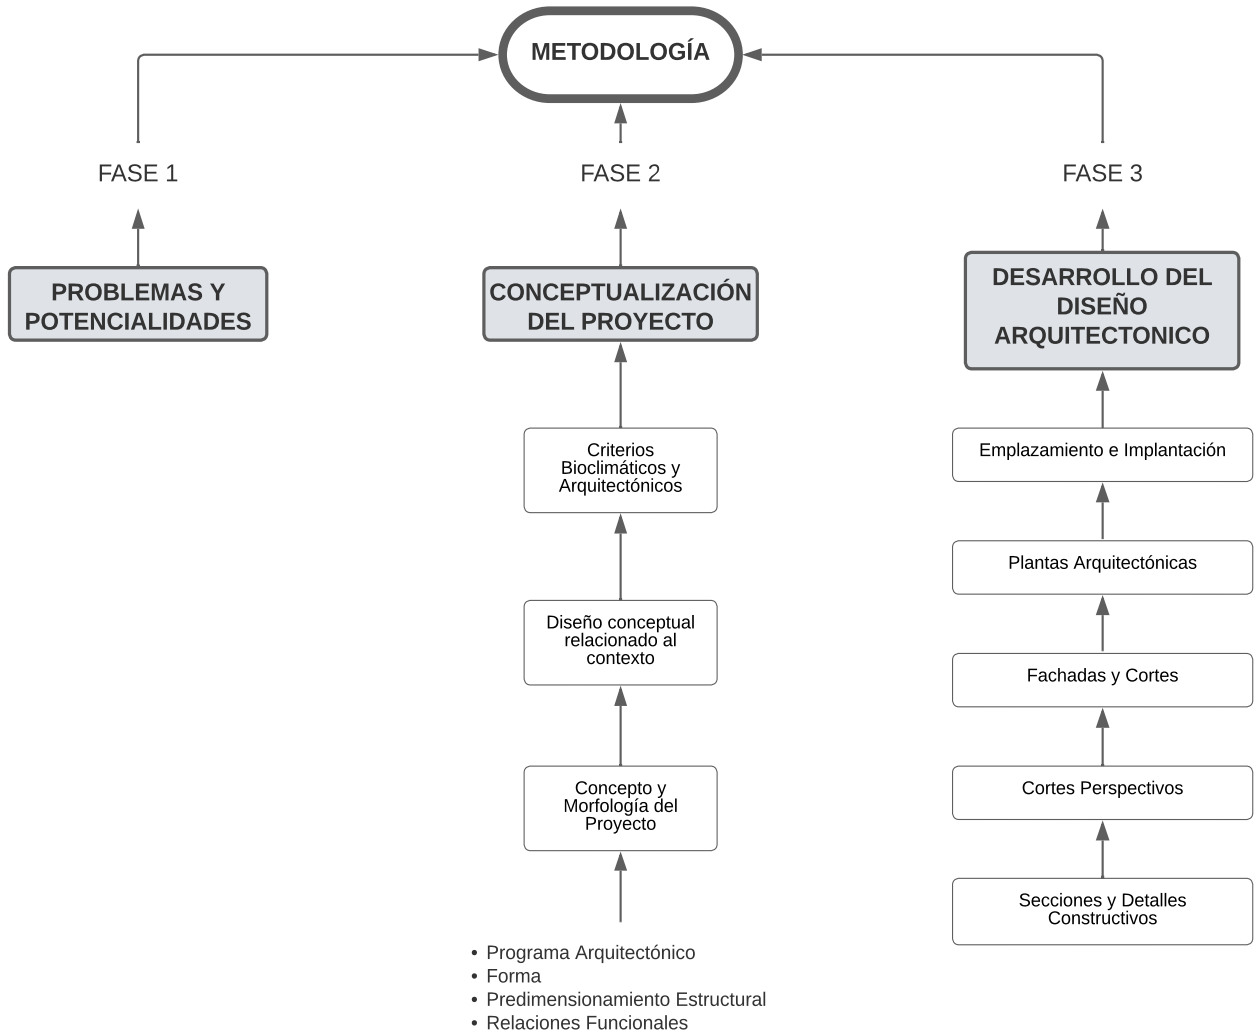 METODOLOGÍA
FASE 1
FASE 2
FASE 3
PROBLEMAS Y
POTENCIALIDADES
CONCEPTUALIZACIÓN
DEL PROYECTO
DESARROLLO DEL
DISEÑO
ARQUITECTONICO
Criterios
Bioclimáticos y
Arquitectónicos
Diseño conceptual
relacionado al
contexto
Concepto y
Morfología del
Proyecto
• Programa Arquitectónico
• Forma
• Predimensionamiento Estructural
• Relaciones Funcionales
Emplazamiento e Implantación
Plantas Arquitectónicas
Fachadas y Cortes
Cortes Perspectivos
Secciones y Detalles
Constructivos